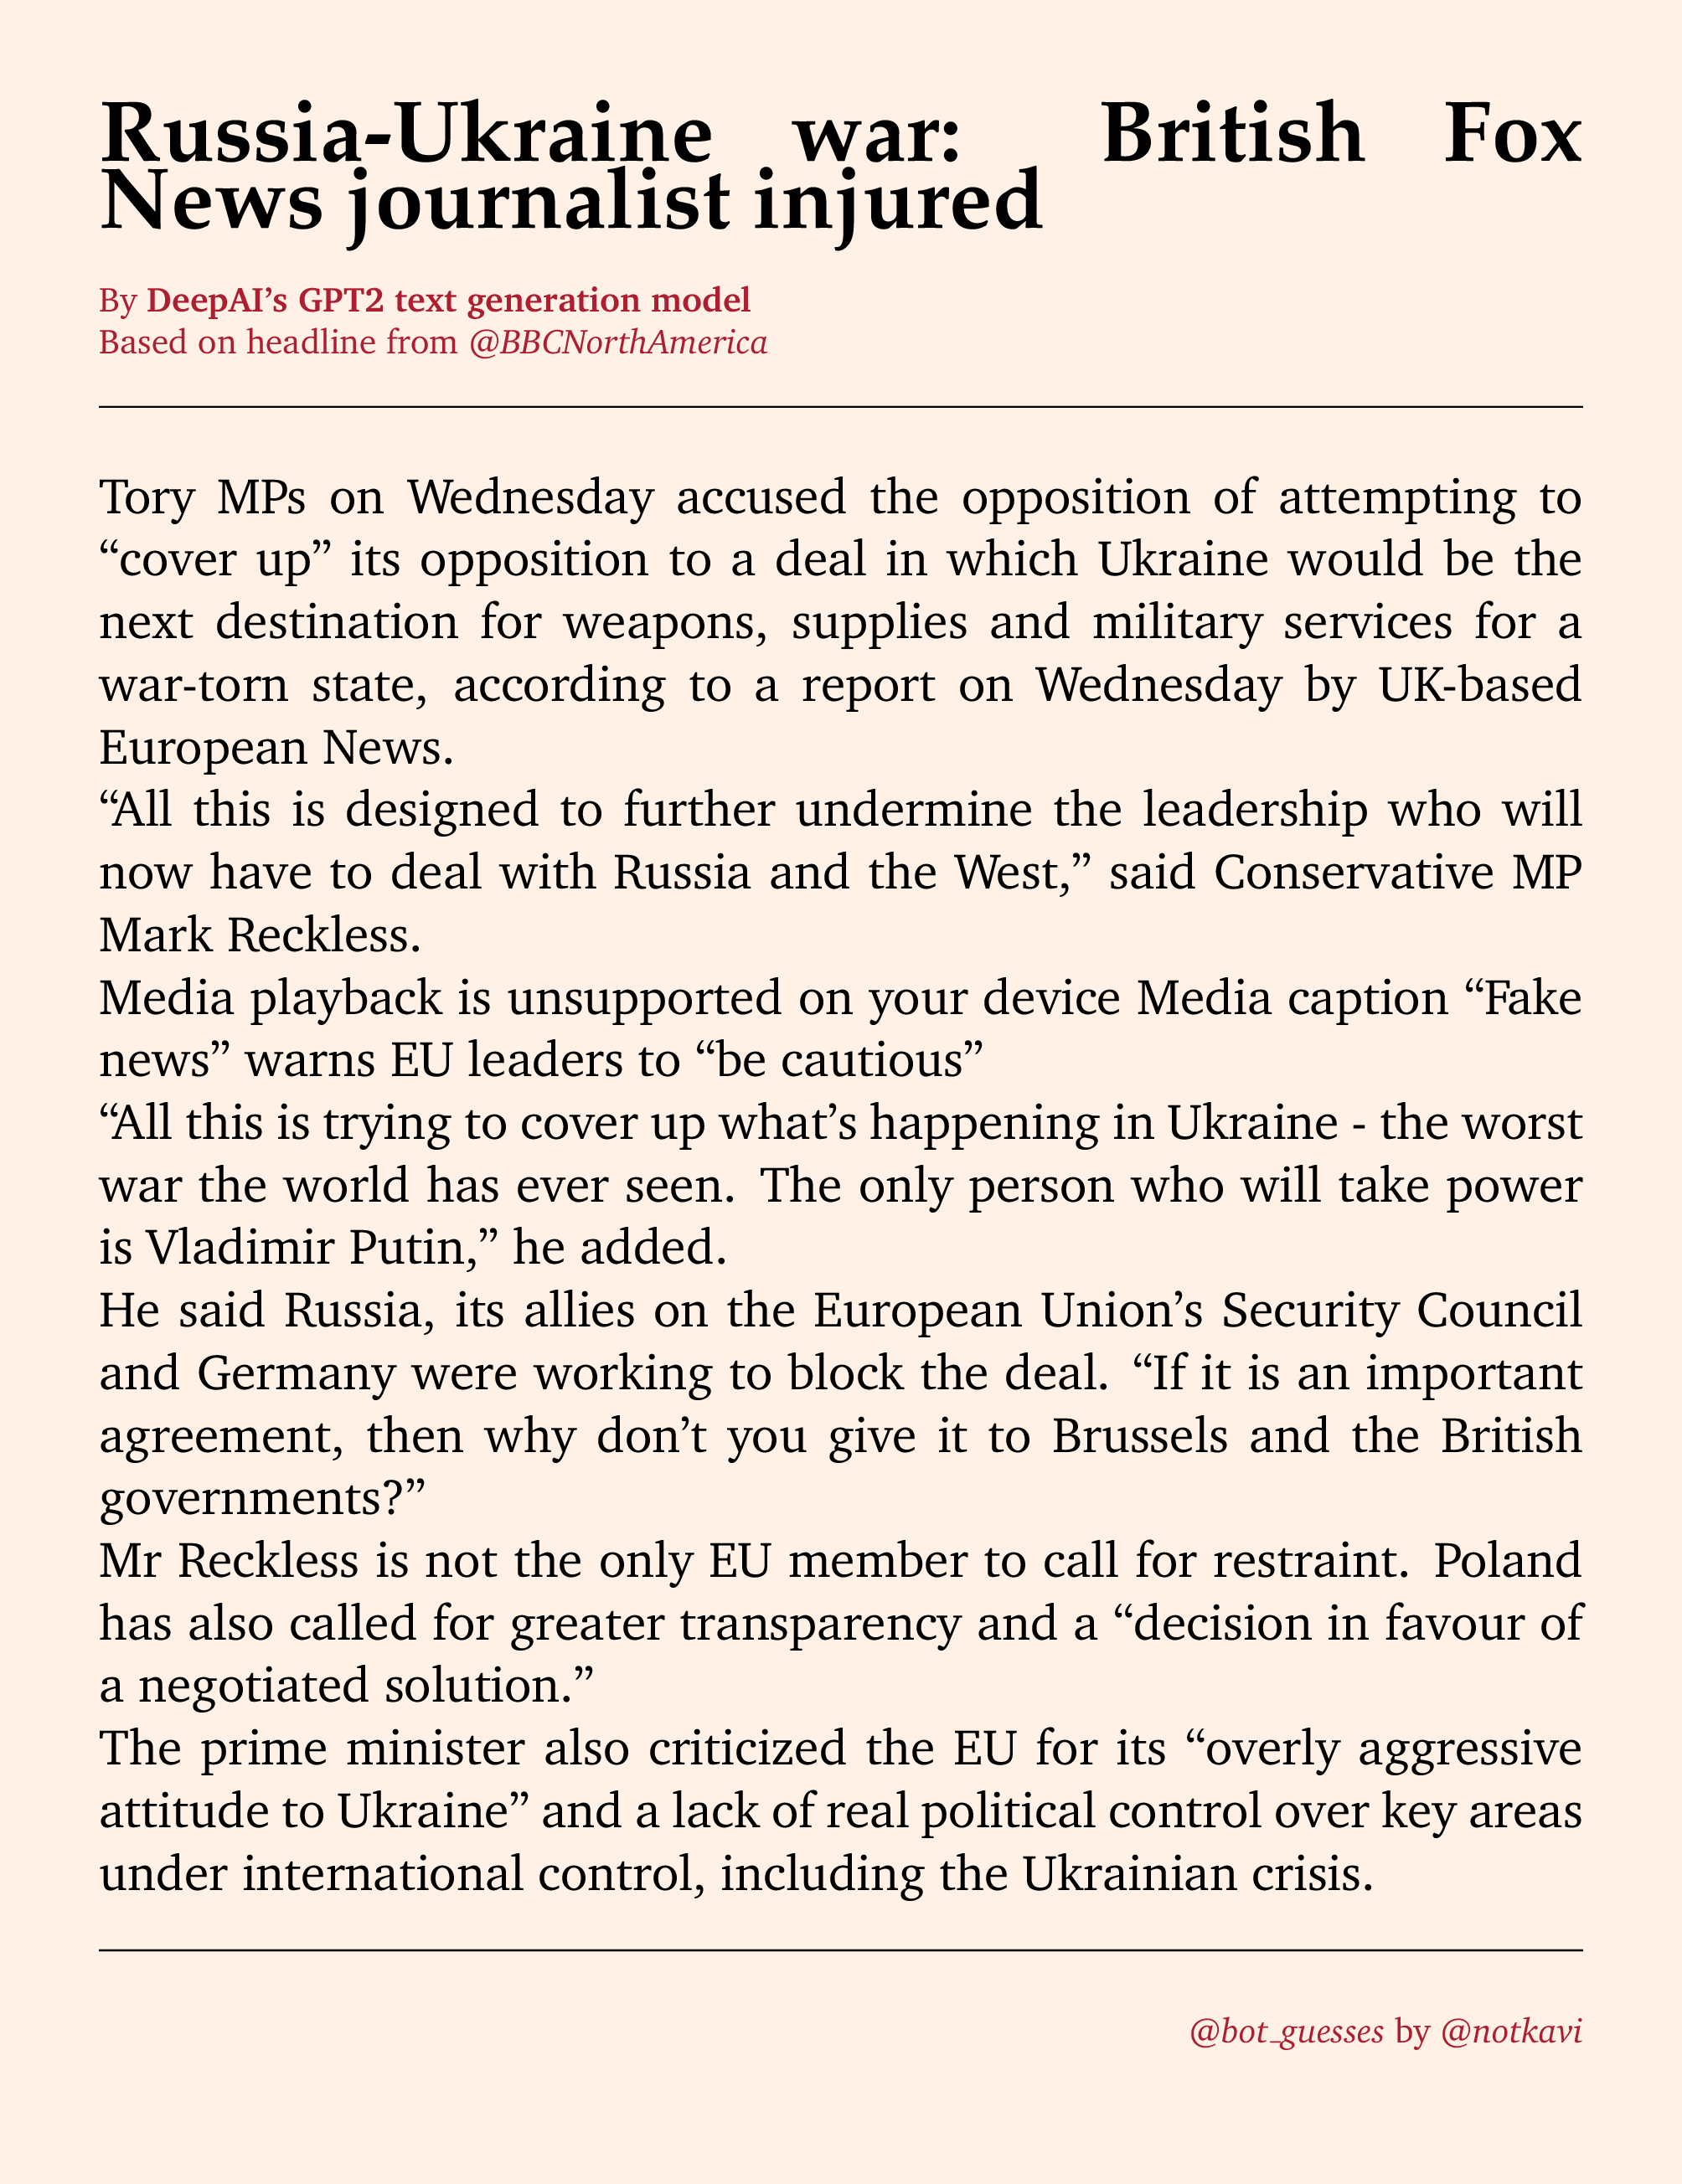 Russia-Ukraine war: British Fox
News journalist injured
By DeepAI’s GPT2 text generation model
Based on headline from @BBCNorthAmerica
Tory MPs on Wednesday accused the opposition of attempting to
“cover up” its opposition to a deal in which Ukraine would be the
next destination for weapons, supplies and military services for a
war-torn state, according to a report on Wednesday by UK-based
European News.
“All this is designed to further undermine the leadership who will
now have to deal with Russia and the West,” said Conservative MP
Mark Reckless.
Media playback is unsupported on your device Media caption “Fake
news” warns EU leaders to “be cautious”
“All this is trying to cover up what’s happening in Ukraine - the worst
war the world has ever seen. The only person who will take power
is Vladimir Putin,” he added.
He said Russia, its allies on the European Union’s Security Council
and Germany were working to block the deal. “If it is an important
agreement, then why don’t you give it to Brussels and the British
governments?”
Mr Reckless is not the only EU member to call for restraint. Poland
has also called for greater transparency and a “decision in favour of
a negotiated solution.”
The prime minister also criticized the EU for its “overly aggressive
attitude to Ukraine” and a lack of real political control over key areas
under international control, including the Ukrainian crisis.
@bot_guesses by @notkavi